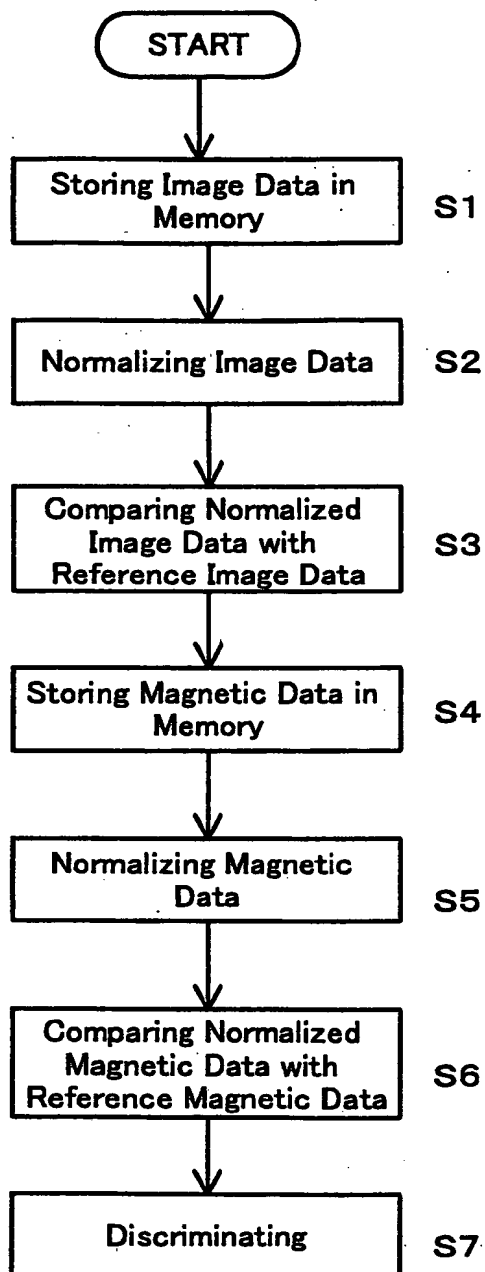 START
Storing Image Data in
Memory
S1
Normalizing Image Data
S2
Comparing Normalized
Image Data with
Reference Image Data
S3
Storing Magnetic Data in
Memory
S4
Normalizing Magnetic
Data
S5
Comparing Normalized
Magnetic Data with
Reference Magnetic Data
S6
Discriminating
S7